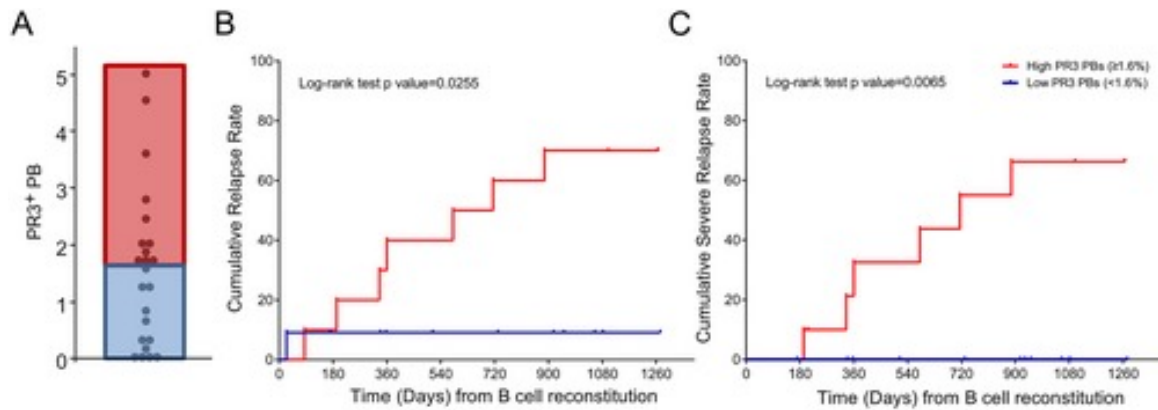 A
B
C
PR3⁺ PB
5
4
3
2
1
0
Cumulative Relapse Rate
100
80
60
40
20
0
Log-rank test p value=0.0255
0 180 360 540 720 900 1080 1260
Time (Days) from B cell reconstitution
Cumulative Severe Relapse Rate
100
80
60
40
20
0
Log-rank test p value=0.0065
High PR3 PBs (≥1.6%)
Low PR3 PBs (<1.6%)
0 180 360 540 720 900 1080 1260
Time (Days) from B cell reconstitution